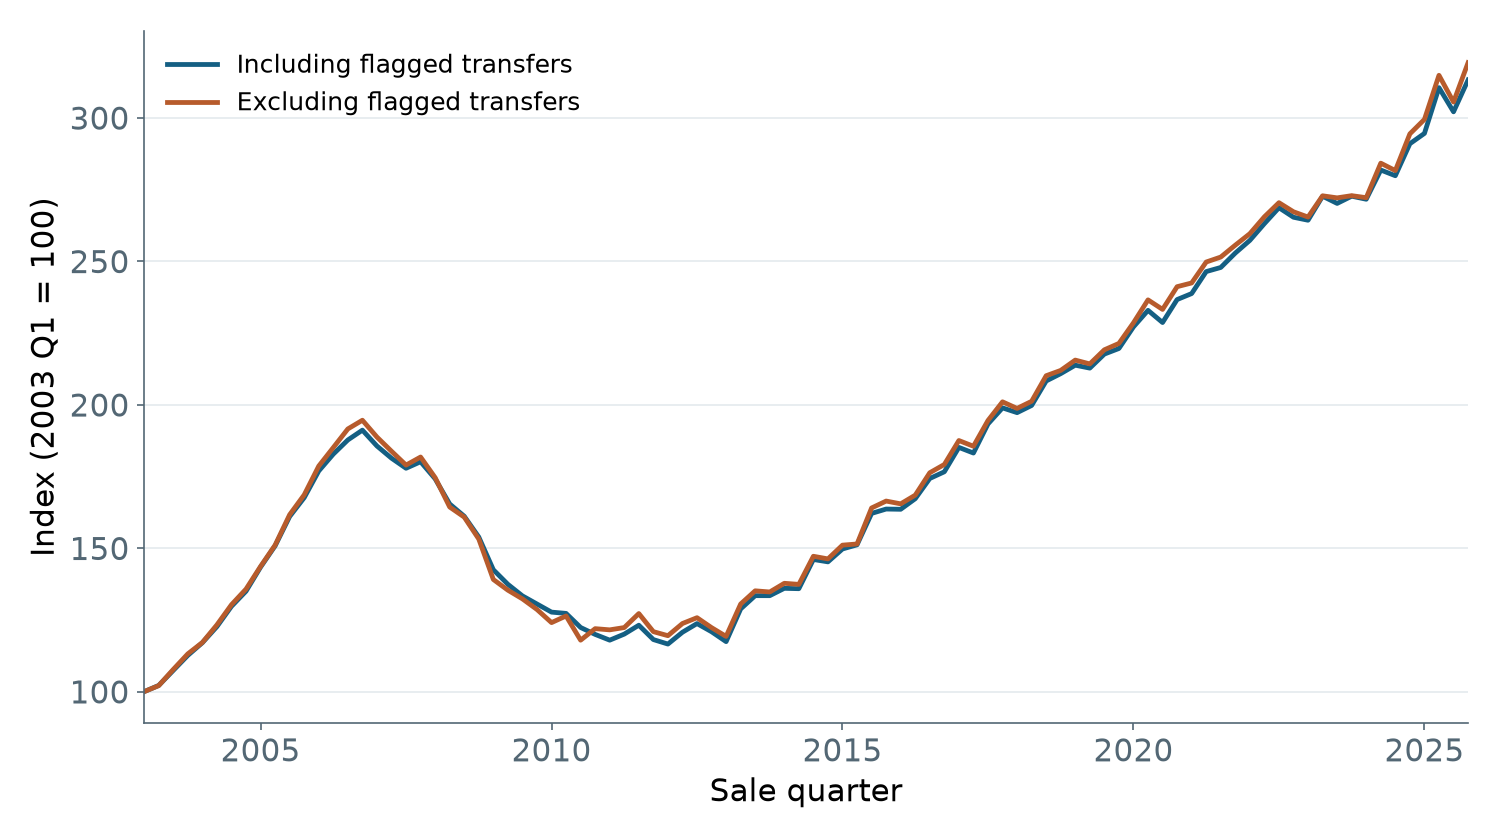 Including flagged transfers
Excluding flagged transfers
Index (2003 Q1 = 100)
300
250
200
150
100
2005
2010
2015
2020
2025
Sale quarter